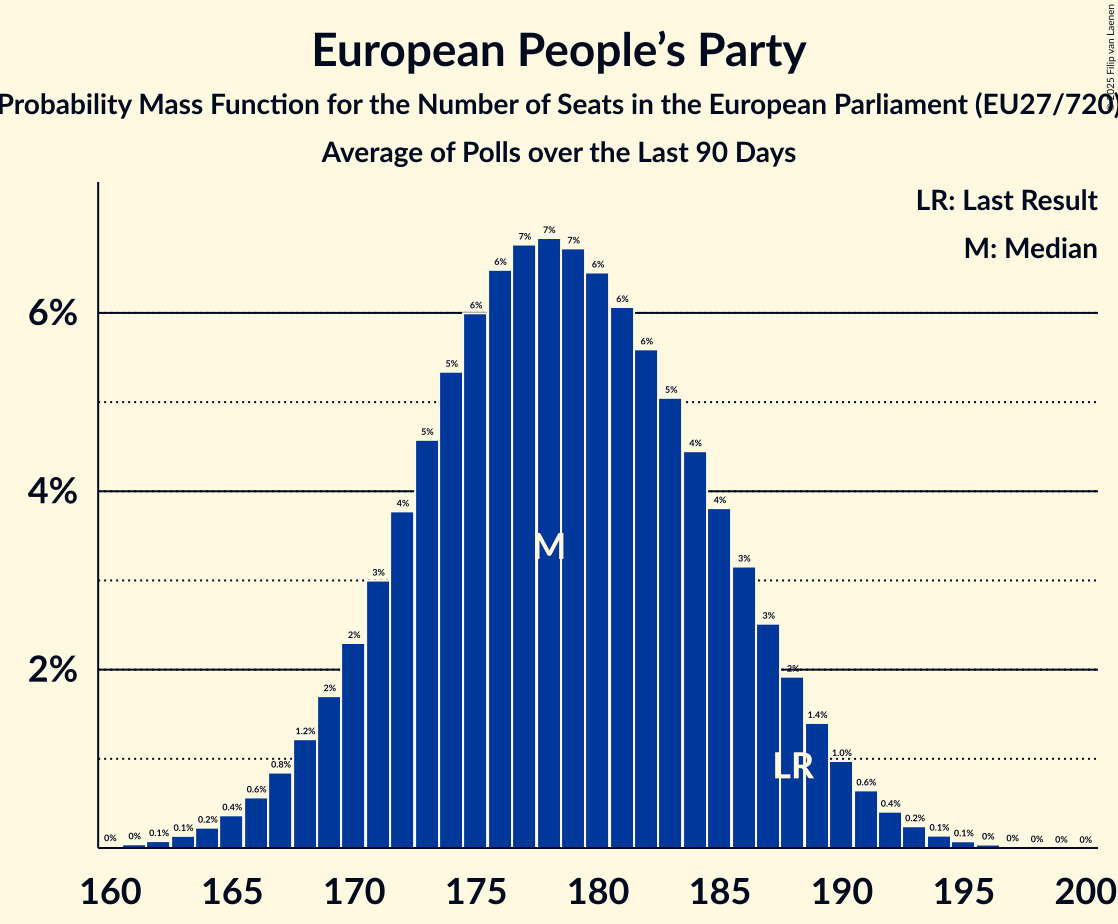 European People’s Party
Probability Mass Function for the Number of Seats in the European Parliament (EU27/720)
Average of Polls over the Last 90 Days
© 2025 Filip van Laenen
LR: Last Result
M: Median
6%
4%
2%
0% 0% 0.1% 0.1% 0.2% 0.4% 0.6% 0.8% 1.2% 2% 2% 3% 4% 5% 5% 6% 6% 7% 7% 7% 6% 6% 6% 5% 4% 4% 3% 3% 2% 1.4% 1.0% 0.6% 0.4% 0.2% 0.1% 0.1% 0% 0% 0% 0% 0%
M
LR
160 165 170 175 180 185 190 195 200